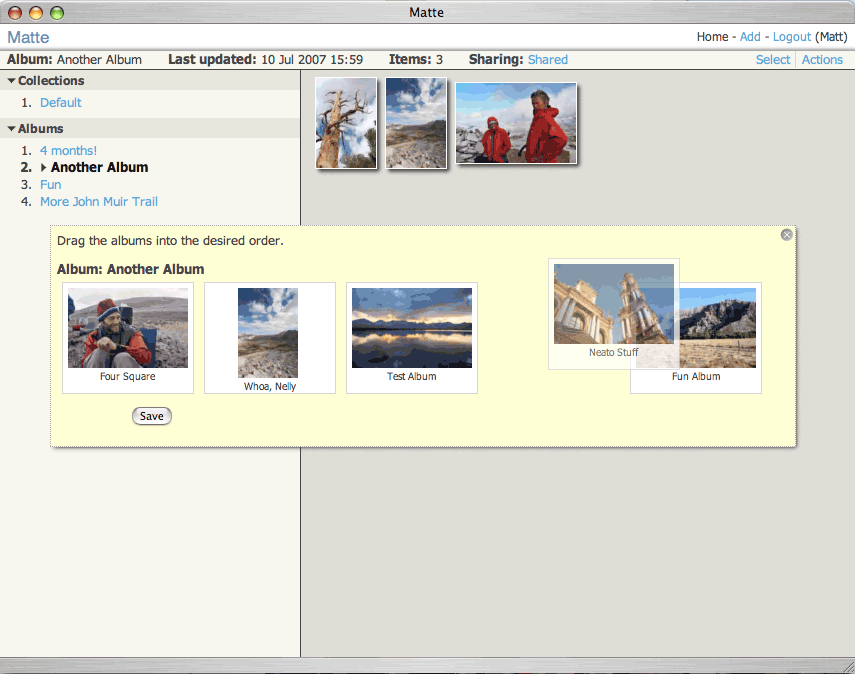 Matte
Matte
Home - Add - Logout (Matt)
Album: Another Album Last updated: 10 Jul 2007 15:59 Items: 3 Sharing: Shared Select Actions
Collections
1. Default
Albums
1. 4 months!
2. Another Album
3. Fun
4. More John Muir Trail
Drag the albums into the desired order.
Album: Another Album
Four Square Whoa, Nelly Test Album Neato Stuff Fun Album
Save